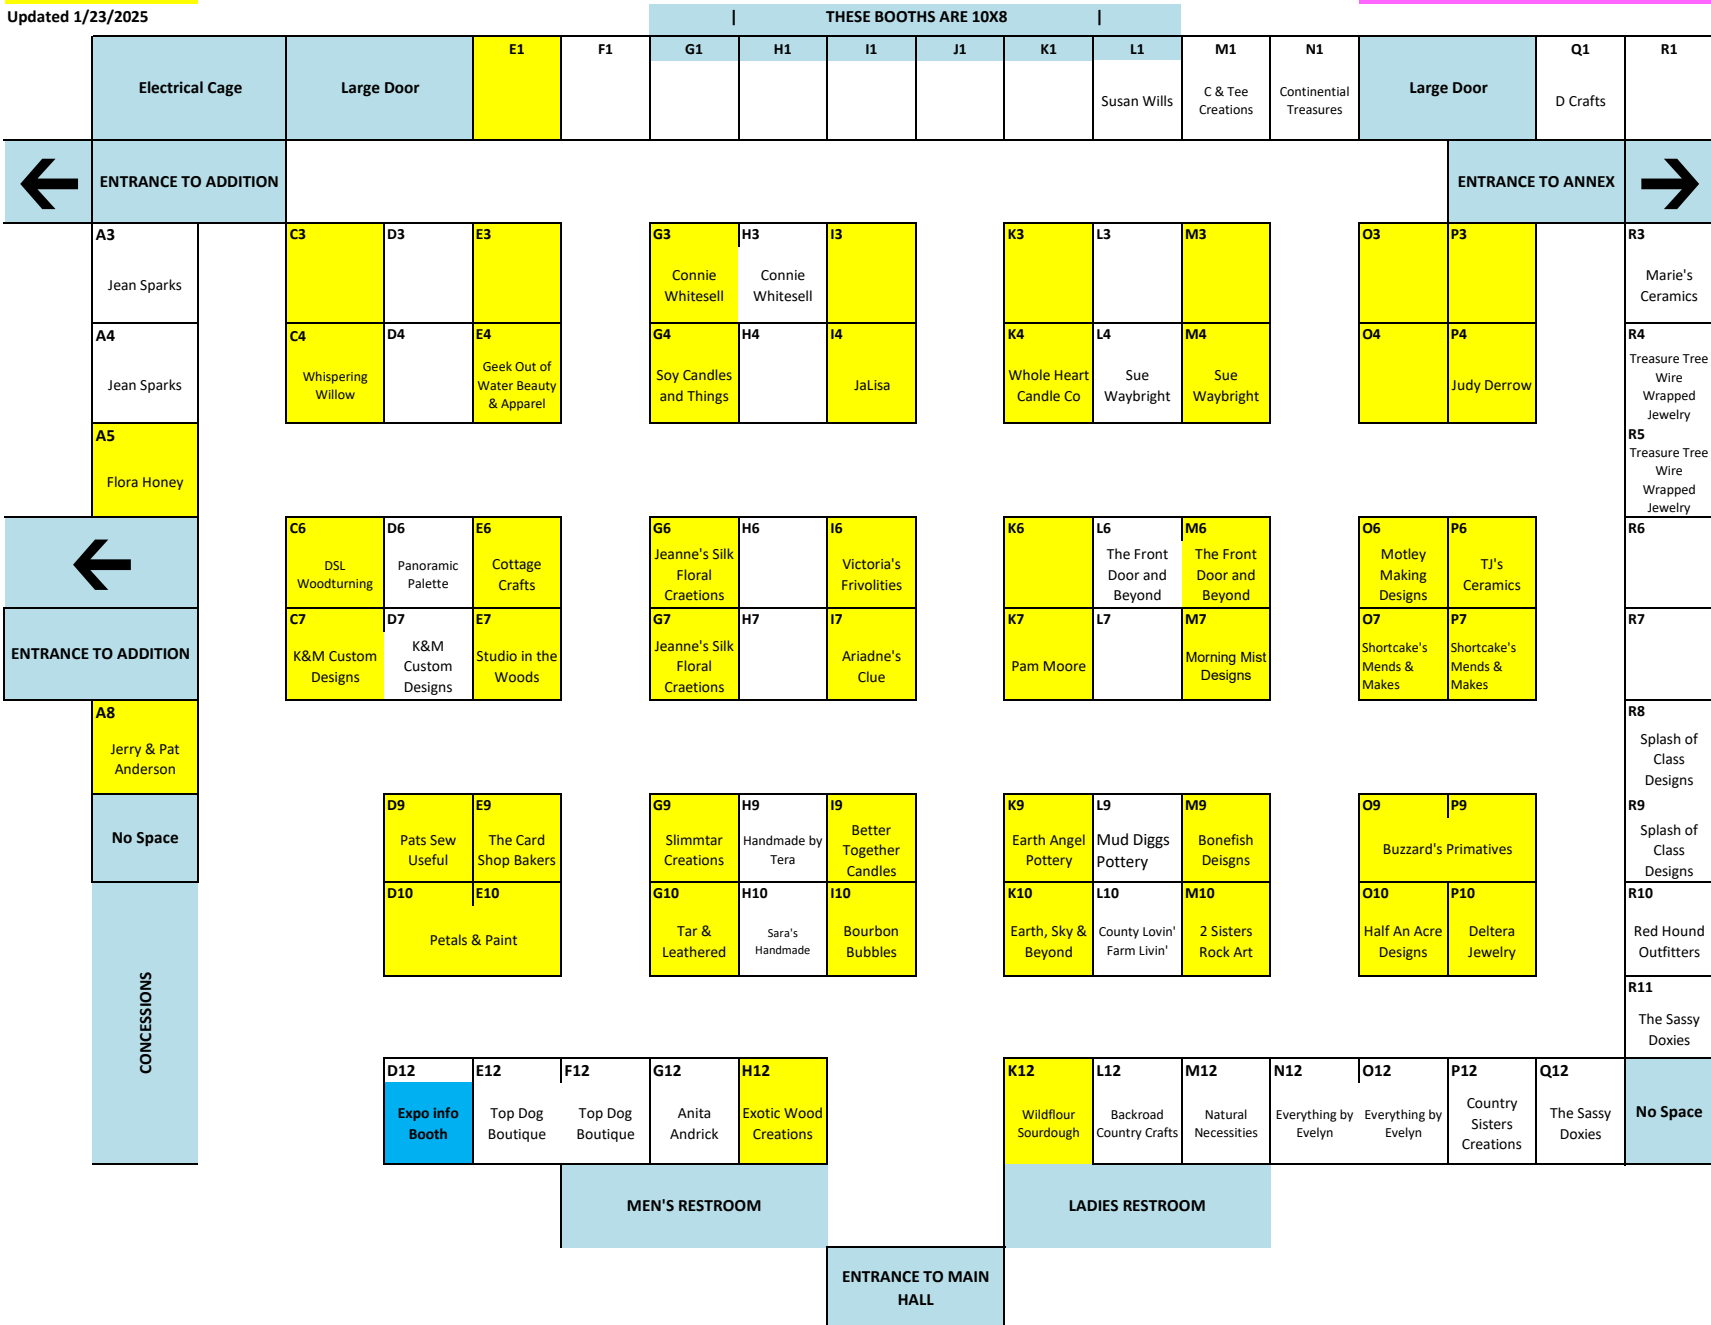 Updated 1/23/2025
| THESE BOOTHS ARE 10X8 |
Electrical Cage
Large Door
E1
F1
G1
H1
I1
J1
K1
L1
Susan Wills
M1
C & Tee
Creations
N1
Continential
Treasures
Large Door
Q1
D Crafts
R1
ENTRANCE TO ADDITION
ENTRANCE TO ANNEX
A3
Jean Sparks
C3
D3
E3
G3
Connie
Whitesell
H3
Connie
Whitesell
I3
K3
L3
M3
O3
P3
R3
Marie's
Ceramics
A4
Jean Sparks
C4
Whispering
Willow
D4
E4
Geek Out of
Water Beauty
& Apparel
G4
Soy Candles
and Things
H4
I4
JaLisa
K4
Whole Heart
Candle Co
L4
Sue
Waybright
M4
Sue
Waybright
O4
P4
Judy Derrow
R4
Treasure Tree
Wire
Wrapped
Jewelry
A5
Flora Honey
R5
Treasure Tree
Wire
Wrapped
Jewelry
C6
DSL
Woodturning
D6
Panoramic
Palette
E6
Cottage
Crafts
G6
Jeanne's Silk
Floral
Craetions
H6
I6
Victoria's
Frivolities
K6
L6
The Front
Door and
Beyond
M6
The Front
Door and
Beyond
O6
Motley
Making
Designs
P6
TJ's
Ceramics
R6
ENTRANCE TO ADDITION
C7
K&M Custom
Designs
D7
K&M
Custom
Designs
E7
Studio in the
Woods
G7
Jeanne's Silk
Floral
Craetions
H7
I7
Ariadne's
Clue
K7
Pam Moore
L7
M7
Morning Mist
Designs
O7
Shortcake's
Mends &
Makes
P7
Shortcake's
Mends &
Makes
R7
A8
Jerry & Pat
Anderson
R8
Splash of
Class
Designs
No Space
D9
Pats Sew
Useful
E9
The Card
Shop Bakers
G9
Slimmtar
Creations
H9
Handmade by
Tera
I9
Better
Together
Candles
K9
Earth Angel
Pottery
L9
Mud Diggs
Pottery
M9
Bonefish
Deisgns
O9
P9
Buzzard's Primatives
R9
Splash of
Class
Designs
CONCESSIONS
D10
E10
Petals & Paint
G10
Tar &
Leathered
H10
Sara's
Handmade
I10
Bourbon
Bubbles
K10
Earth, Sky &
Beyond
L10
County Lovin'
Farm Livin'
M10
2 Sisters
Rock Art
O10
Half An Acre
Designs
P10
Deltera
Jewelry
R10
Red Hound
Outfitters
R11
The Sassy
Doxies
D12
Expo info
Booth
E12
Top Dog
Boutique
F12
Top Dog
Boutique
G12
Anita
Andrick
H12
Exotic Wood
Creations
K12
Wildflour
Sourdough
L12
Backroad
Country Crafts
M12
Natural
Necessities
N12
Everything by
Evelyn
O12
Everything by
Evelyn
P12
Country
Sisters
Creations
Q12
The Sassy
Doxies
No Space
MEN'S RESTROOM
LADIES RESTROOM
ENTRANCE TO MAIN
HALL